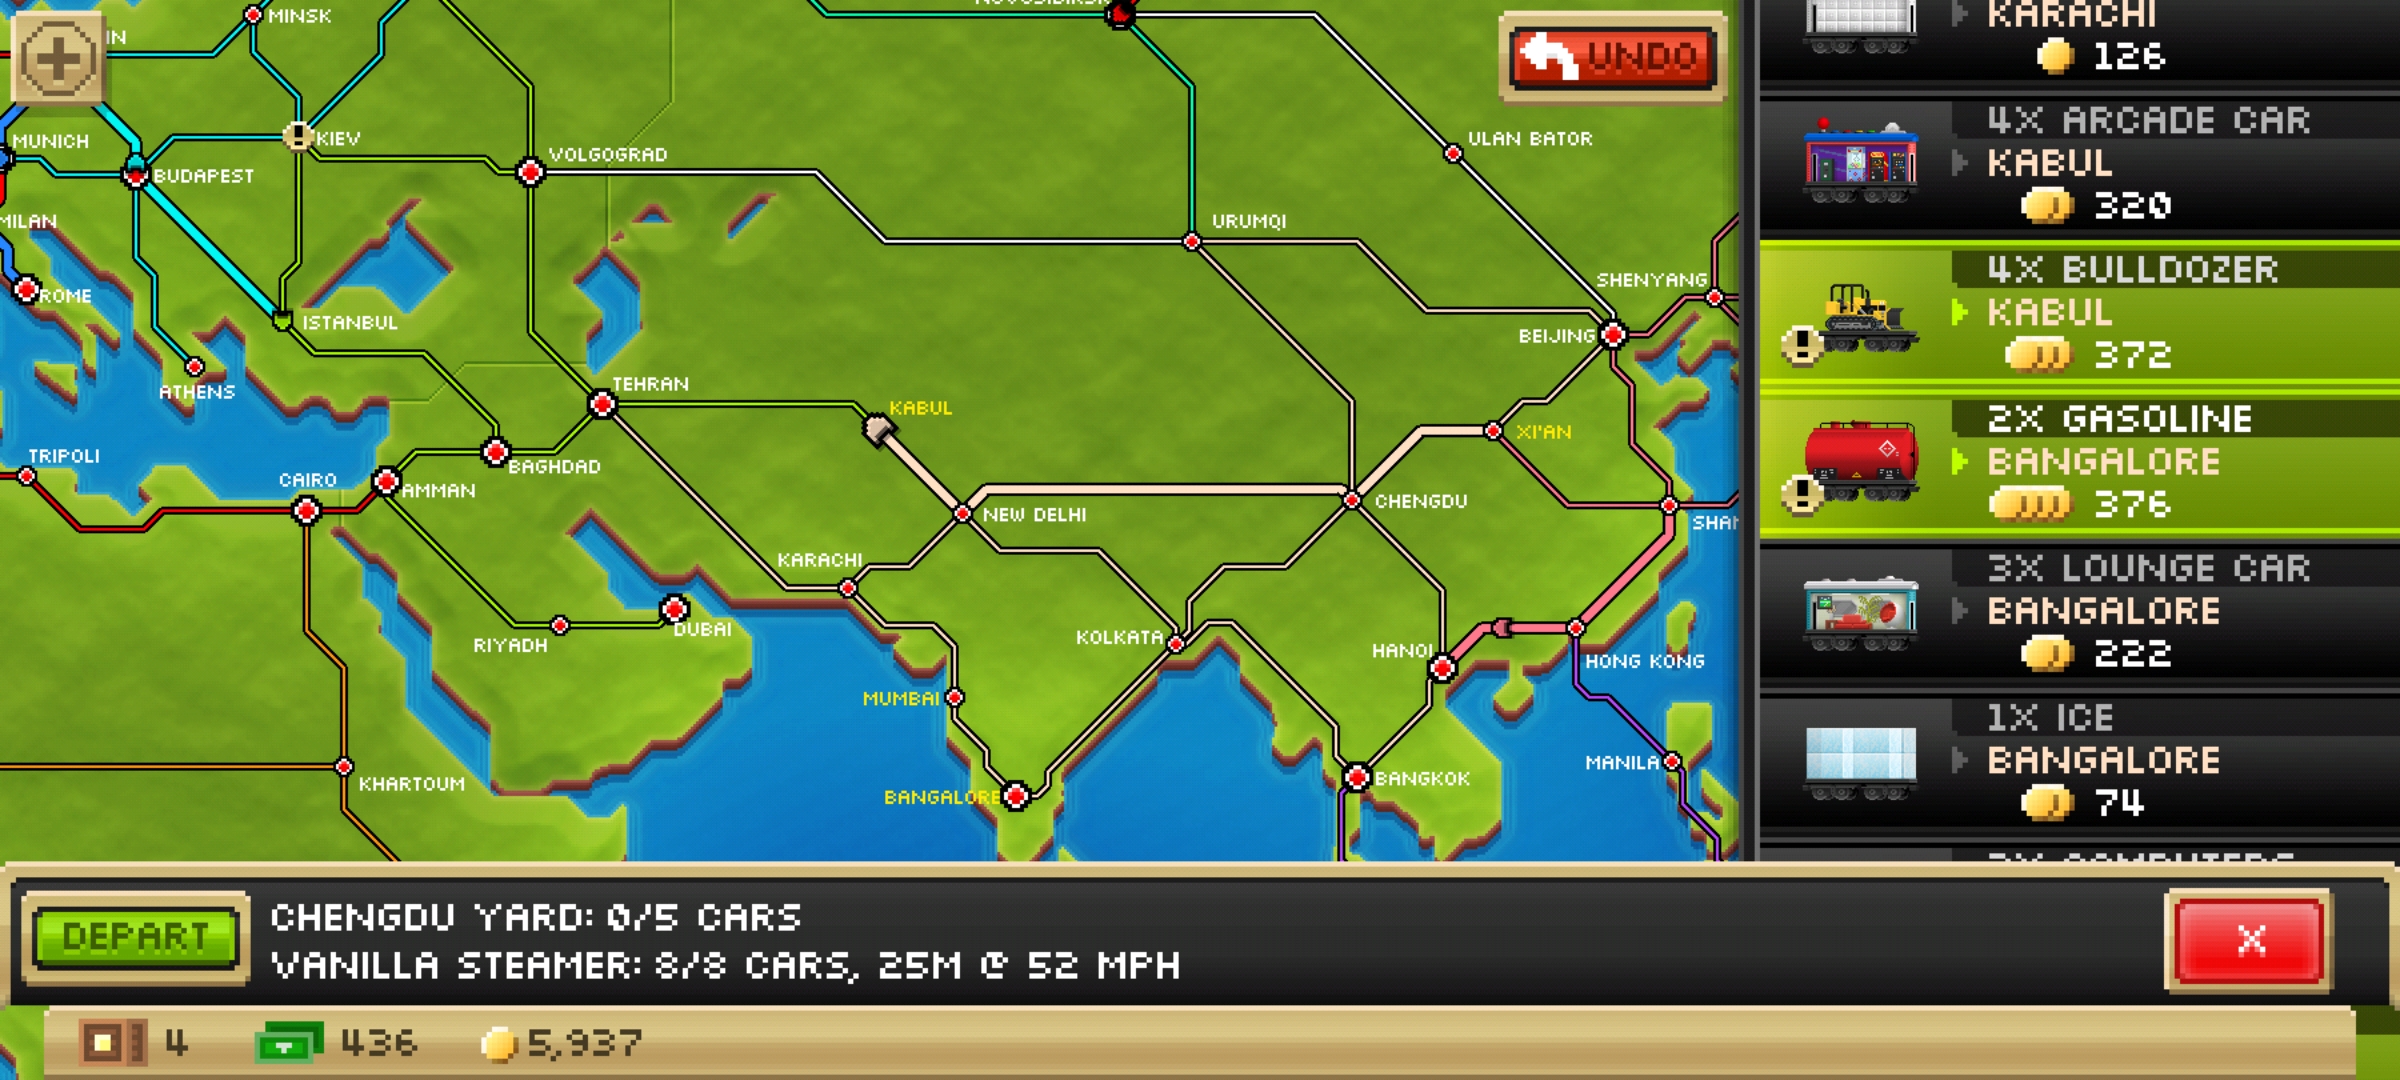 MINSK
IN
KIEV
MUNICH
BUDAPEST
VOLGOGRAD
MILAN
ROME
ISTANBUL
ATHENS
TEHRAN
KABUL
TRIPOLI
CAIRO
AMMAN
BAGHDAD
NEW DELHI
KARACHI
RIYADH
DUBAI
KHARTOUM
MUMBAI
BANGALORE
KOLKATA
URUMQI
ULAN BATOR
SHENYANG
BEIJING
XI'AN
CHENGDU
SHAN
HANOI
HONG KONG
BANGKOK
MANILA
UNDO
KARACHI
126
4X ARCADE CAR
KABUL
320
4X BULLDOZER
KABUL
372
2X GASOLINE
BANGALORE
376
3X LOUNGE CAR
BANGALORE
222
1X ICE
BANGALORE
74
DEPART
CHENGDU YARD: 0/5 CARS
VANILLA STEAMER: 8/8 CARS, 25M @ 52 MPH
X
4
436
5,937